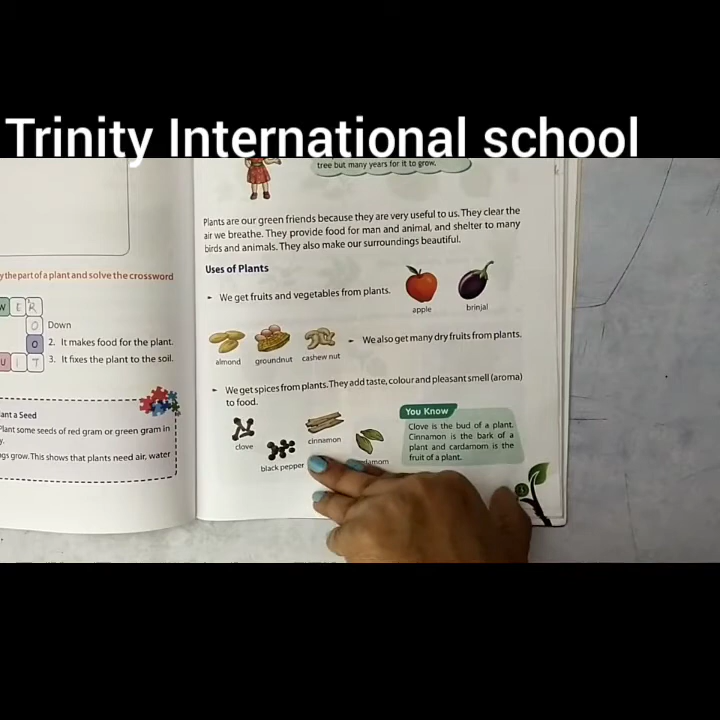 Trinity International school
tree but many years for it to grow.
Plants are our green friends because they are very useful to us. They clear the
air we breathe. They provide food for man and animal, and shelter to many
birds and animals. They also make our surroundings beautiful.
Uses of Plants
We get fruits and vegetables from plants.
apple
brinjal
almond
groundnut
cashew nut
We also get many dry fruits from plants.
We get spices from plants. They add taste, colour and pleasant smell (aroma)
to food.
clove
black pepper
cinnamon
You Know
Clove is the bud of a plant.
Cinnamon is the bark of a
plant and cardamom is the
fruit of a plant.
the part of a plant and solve the crossword
W E R
O
O
U I T
Down
2. It makes food for the plant.
3. It fixes the plant to the soil.
a Seed
some seeds of red gram or green gram in
grow. This shows that plants need air, water